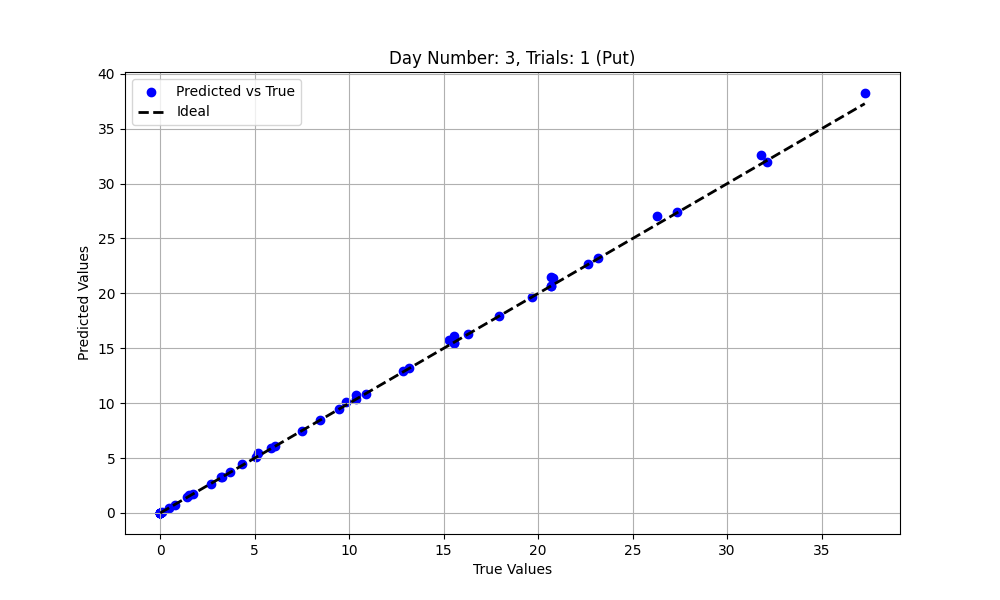 Day Number: 3, Trials: 1 (Put)
Predicted vs True
Ideal
Predicted Values
40
35
30
25
20
15
10
5
0
0 5 10 15 20 25 30 35
True Values